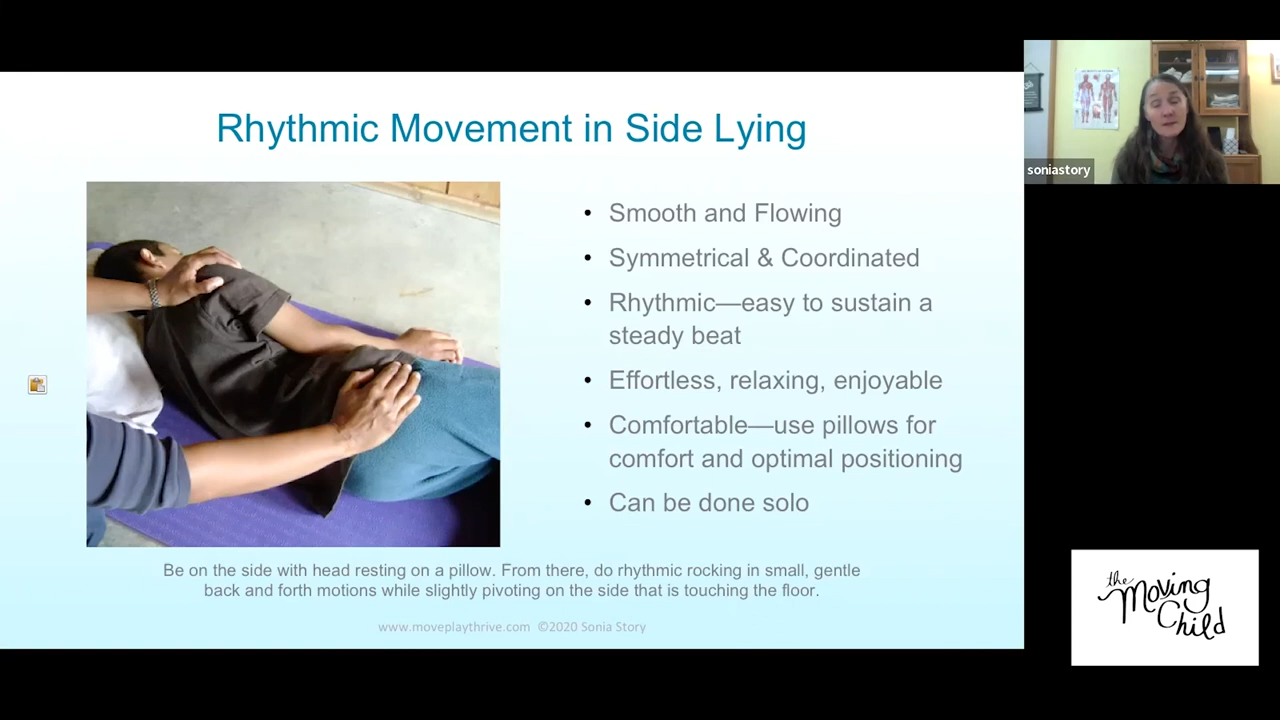 Rhythmic Movement in Side Lying
• Smooth and Flowing
• Symmetrical & Coordinated
• Rhythmic—easy to sustain a
steady beat
• Effortless, relaxing, enjoyable
• Comfortable—use pillows for
comfort and optimal positioning
• Can be done solo
Be on the side with head resting on a pillow. From there, do rhythmic rocking in small, gentle
back and forth motions while slightly pivoting on the side that is touching the floor.
www.moveplaythrive.com ©2020 Sonia Story
soniastory
the
Moving
Child